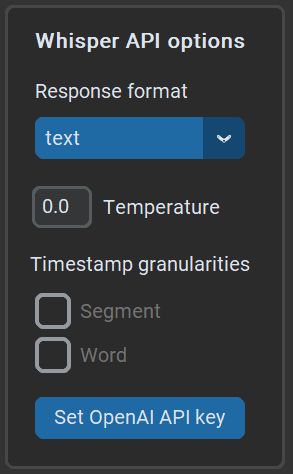 Whisper API options
Response format
text
0.0 Temperature
Timestamp granularities
Segment
Word
Set OpenAI API key